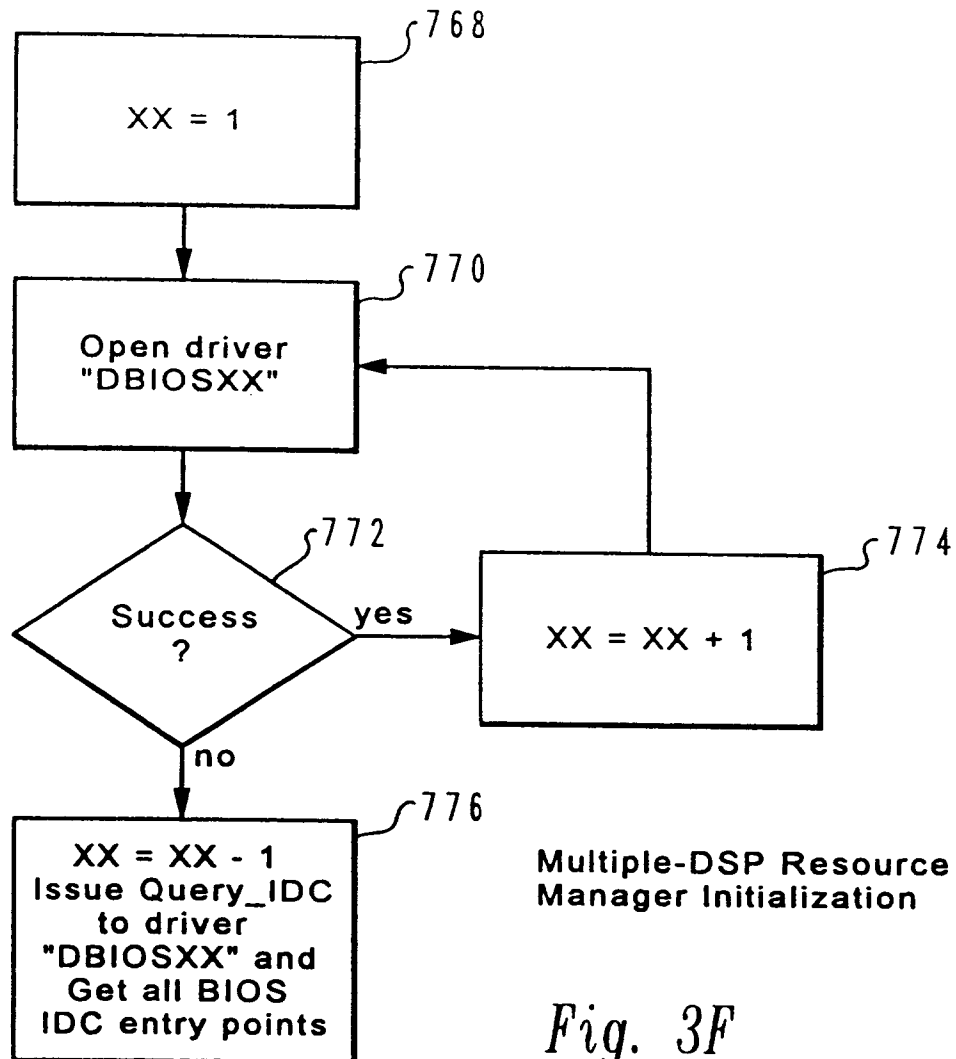 768
XX = 1
770
Open driver
"DBIOSXX"
772
Success
?
yes
774
XX = XX + 1
no
776
XX = XX - 1
Issue Query_IDC
to driver
"DBIOSXX" and
Get all BIOS
IDC entry points
Multiple-DSP Resource
Manager Initialization
Fig. 3F